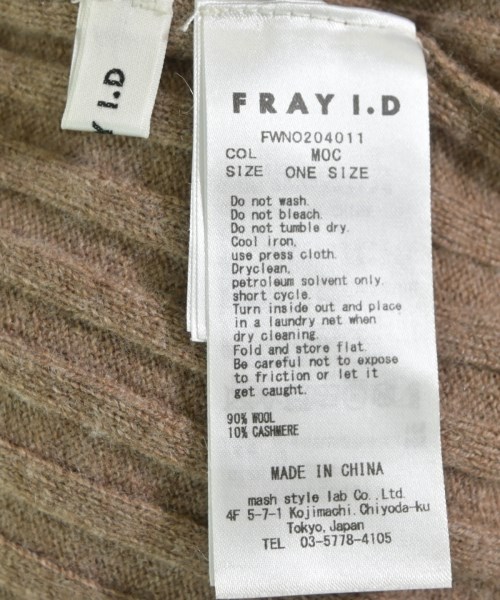 Y I.D
FRAY I.D
FWNO204011
COL MOC
SIZE ONE SIZE
Do not wash.
Do not bleach.
Do not tumble dry.
Cool iron,
use press cloth.
Dryclean,
petroleum solvent only.
short cycle.
Turn inside out and place
in a laundry net when
dry cleaning.
Fold and store flat.
Be careful not to expose
to friction or let it
get caught.
90% WOOL
10% CASHMERE
MADE IN CHINA
mash style lab Co.,Ltd.
4F 5-7-1 Kojimachi.Chiyoda-ku
Tokyo,Japan
TEL 03-5778-4105